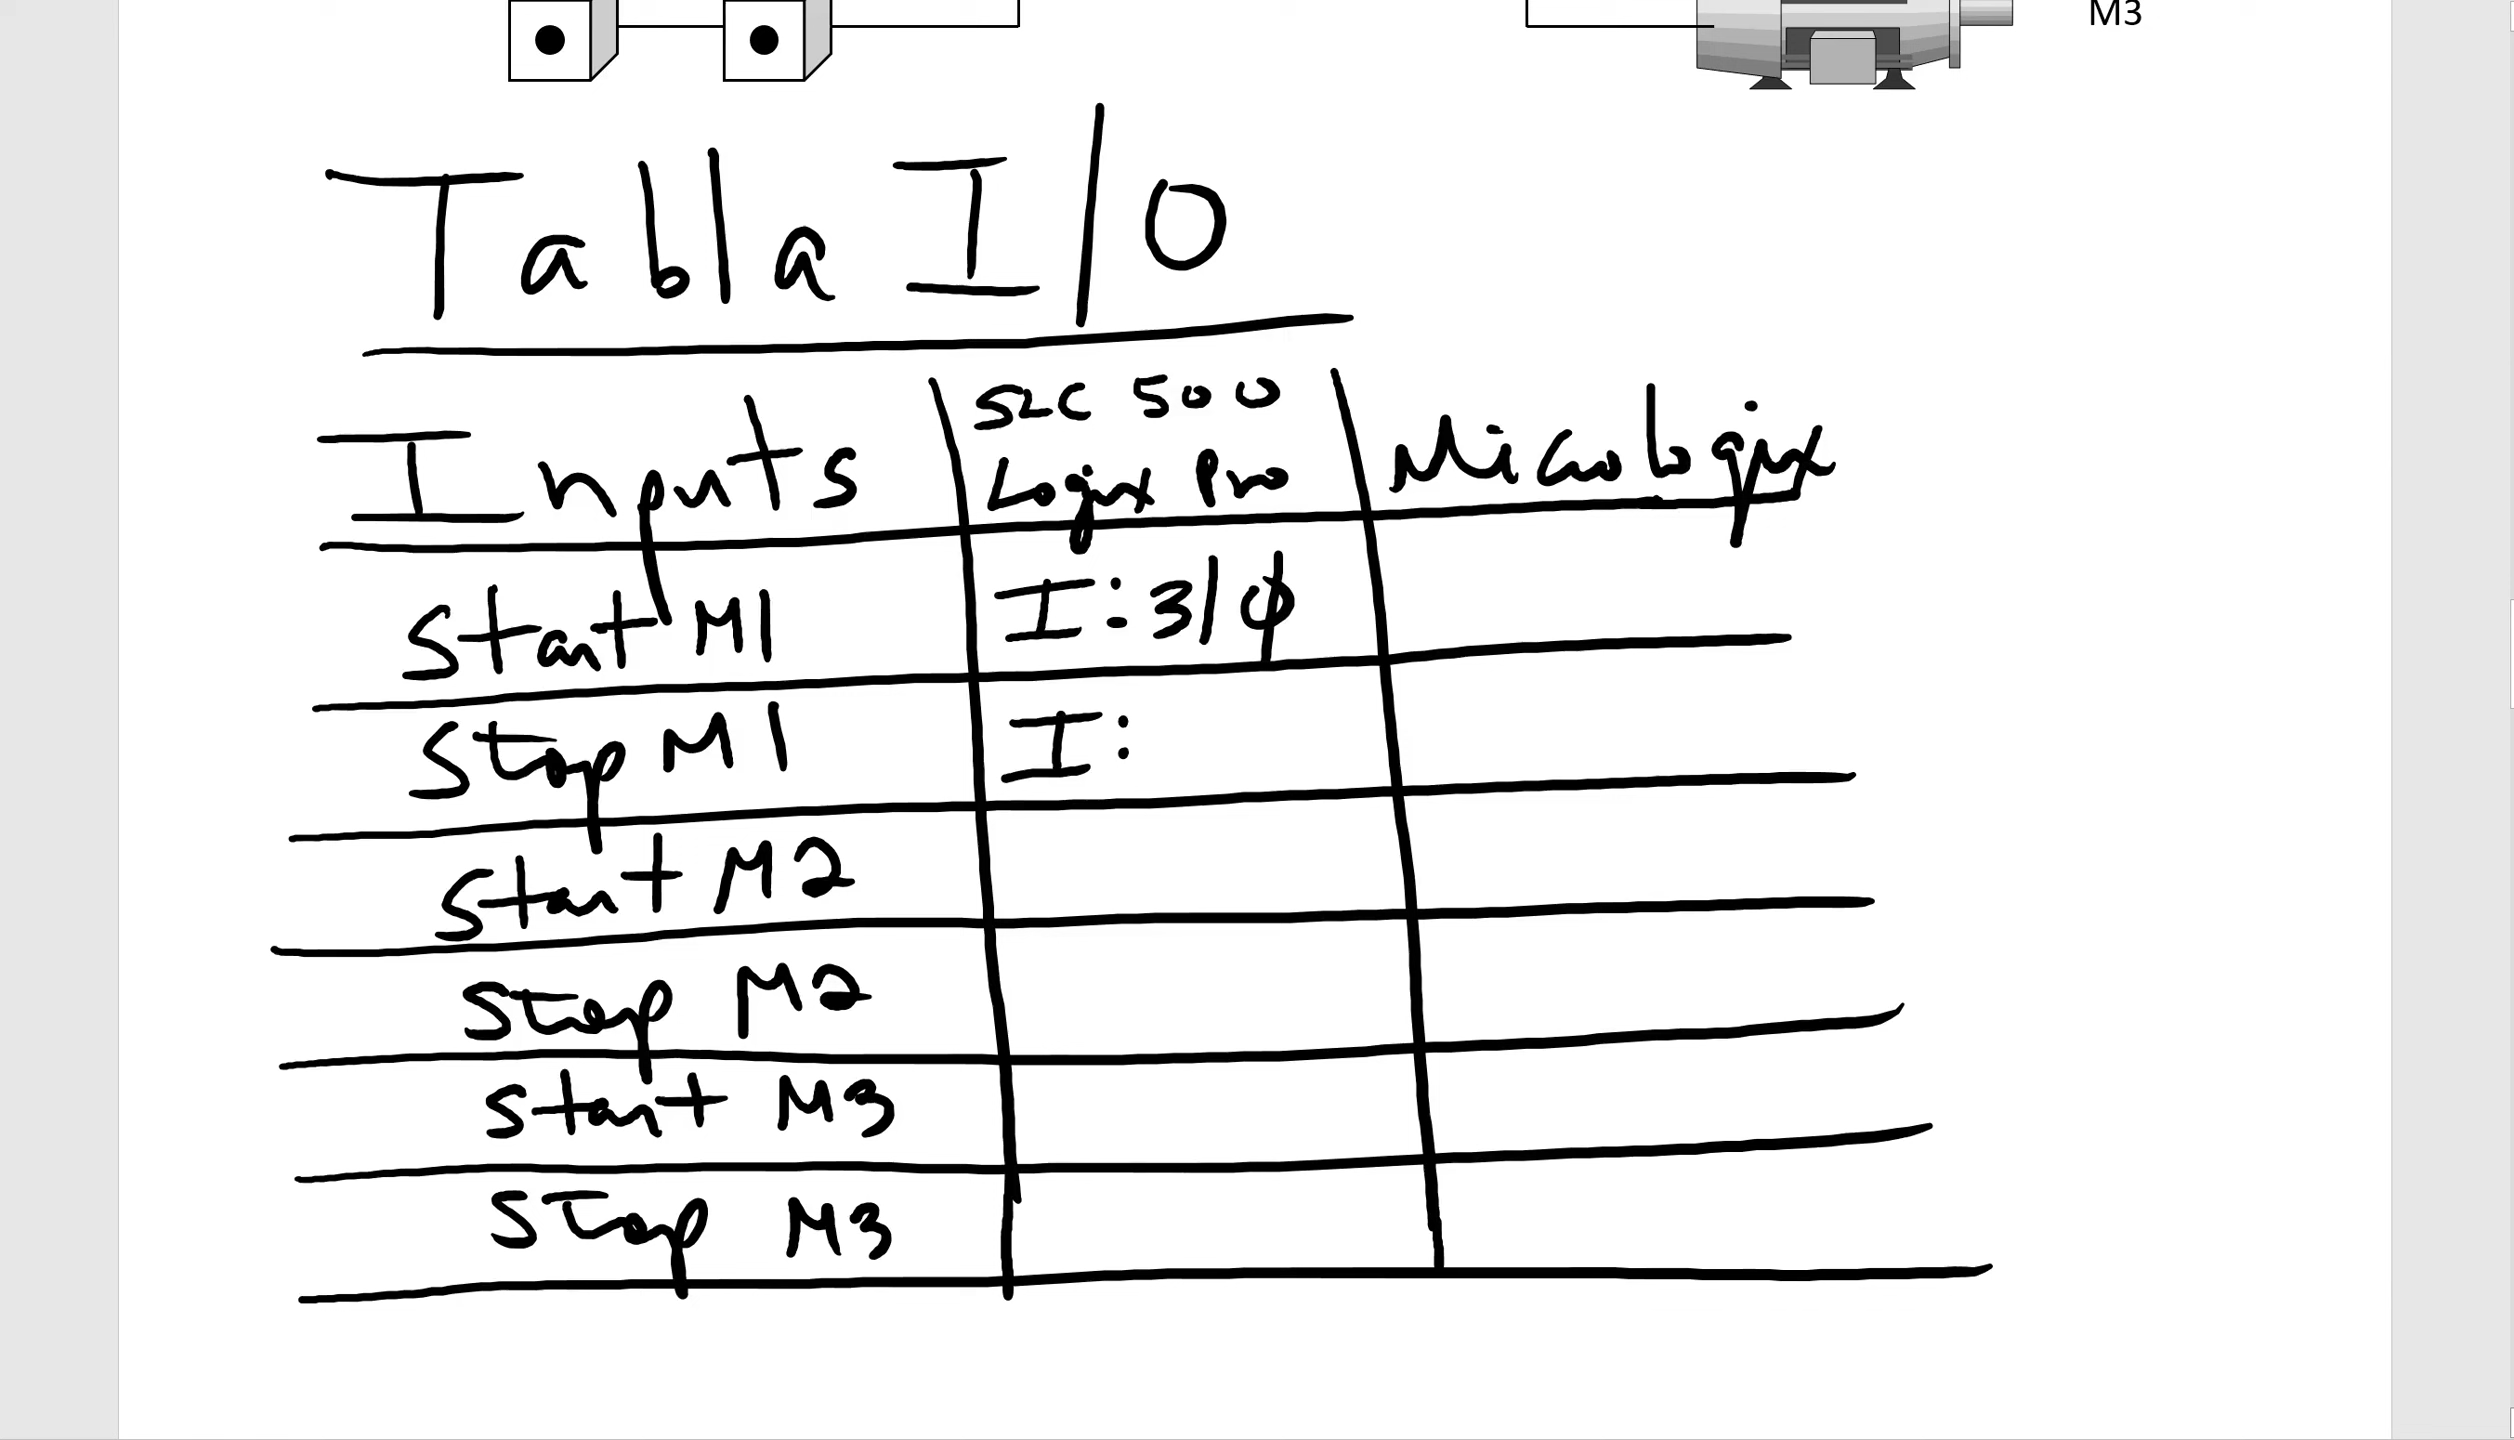 M3
Tabla I/O
Inputs
SLC 500
Logix Pro
Micrologix
Start M1
I:3/0
Stop M1
I:
Start M2
Stop M2
Start M3
Stop M3